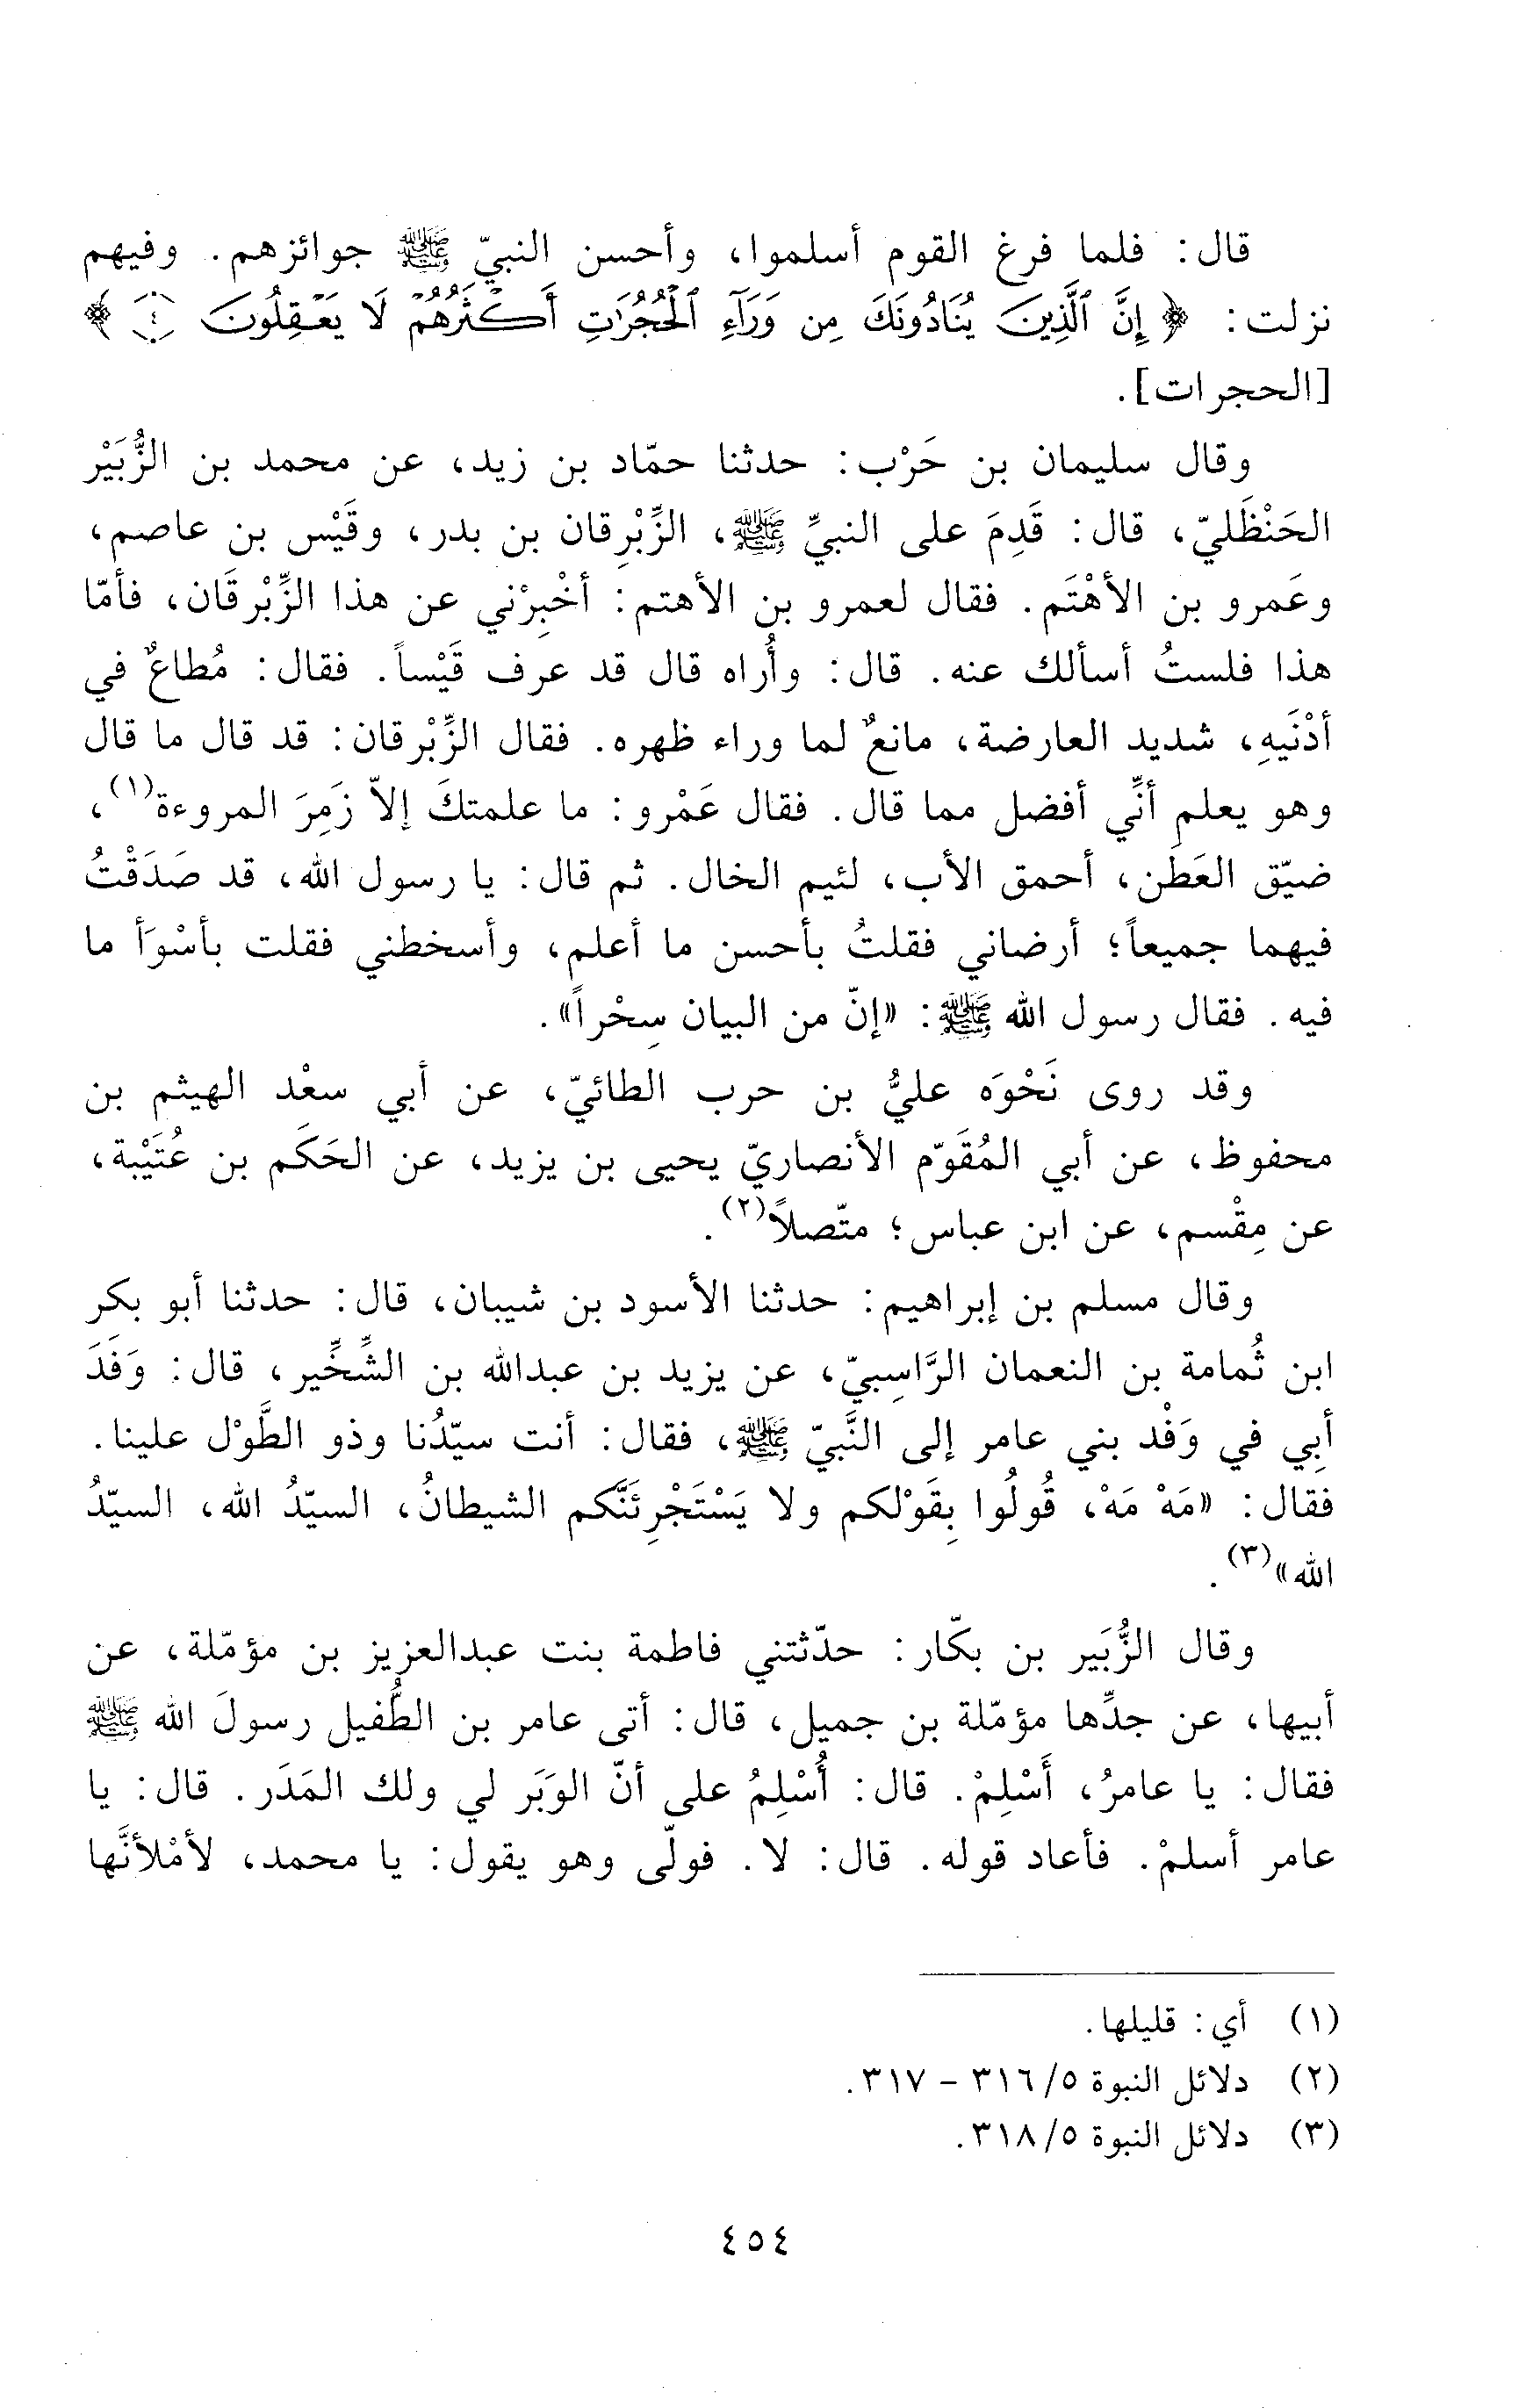 قال: فلما فرغ القوم أسلموا، وأحسن النبيّ ﷺ جوائزهم. وفيهم
نزلت: ﴿إِنَّ ٱلَّذِينَ يُنَادُونَكَ مِن وَرَآءِ ٱلْحُجُرَٰتِ أَكْثَرُهُمْ لَا يَعْقِلُونَ ٤﴾
[الحجرات].
وقال سليمان بن حَرْب: حدثنا حمّاد بن زيد، عن محمد بن الزُّبَيْر
الحَنْظَليّ، قال: قَدِمَ على النبيِّ ﷺ، الزِّبْرِقان بن بدر، وقَيْس بن عاصم،
وعَمرو بن الأهْتَم. فقال لعمرو بن الأهتم: أخْبِرْني عن هذا الزِّبْرقَان، فأمّا
هذا فلستُ أسألك عنه. قال: وأُراه قال قد عرف قَيْساً. فقال: مُطاعٌ في
أدْنَيهِ، شديد العارضة، مانعٌ لما وراء ظهره. فقال الزِّبْرقان: قد قال ما قال
وهو يعلم أنِّي أفضل مما قال. فقال عَمْرو: ما علمتكَ إلاّ زَمِرَ المروءة(١)،
ضيّق العَطَن، أحمق الأب، لئيم الخال. ثم قال: يا رسول الله، قد صَدَقْتُ
فيهما جميعاً؛ أرضاني فقلتُ بأحسن ما أعلم، وأسخطني فقلت بأسْوَأ ما
فيه. فقال رسول الله ﷺ: «إنّ من البيان سِحْراً».
وقد روى نَحْوَه عليُّ بن حرب الطائيّ، عن أبي سعْد الهيثم بن
محفوظ، عن أبي المُقَوّم الأنصاريّ يحيى بن يزيد، عن الحَكَم بن عُتَيْبة،
عن مِقْسم، عن ابن عباس؛ متّصلاً(٢).
وقال مسلم بن إبراهيم: حدثنا الأسود بن شيبان، قال: حدثنا أبو بكر
ابن ثُمامة بن النعمان الرَّاسِبيّ، عن يزيد بن عبدالله بن الشِّخِّير، قال: وَفَدَ
أبِي في وَفْد بني عامر إلى النَّبيّ ﷺ، فقال: أنت سيّدُنا وذو الطَّوْل علينا.
فقال: «مَهْ مَهْ، قُولُوا بِقَوْلكم ولا يَسْتَجْرِئَنَّكم الشيطانُ، السيّدُ الله، السيّدُ
الله»(٣).
وقال الزُّبَير بن بكّار: حدّثتني فاطمة بنت عبدالعزيز بن مؤمّلة، عن
أبيها، عن جدِّها مؤمّلة بن جميل، قال: أتى عامر بن الطُّفيل رسولَ الله ﷺ
فقال: يا عامرُ، أَسْلِمْ. قال: أُسْلِمُ على أنّ الوَبَر لي ولك المَدَر. قال: يا
عامر أسلمْ. فأعاد قوله. قال: لا. فولّى وهو يقول: يا محمد، لأمْلأنَّها
(١) أي: قليلها.
(٢) دلائل النبوة ٥/ ٣١٦ - ٣١٧.
(٣) دلائل النبوة ٥/ ٣١٨.
٤٥٤